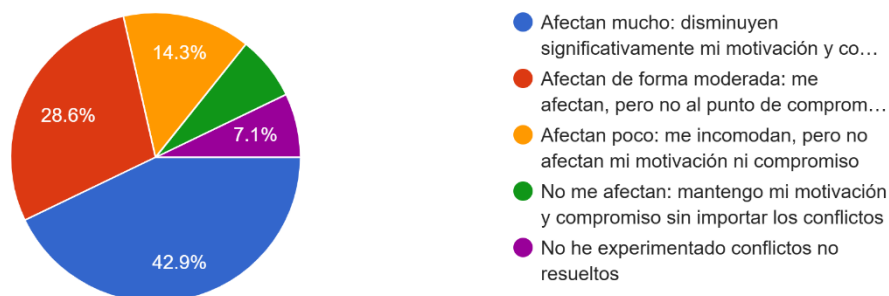 14.3%
28.6%
7.1%
42.9%
Afectan mucho: disminuyen
significativamente mi motivación y co…
Afectan de forma moderada: me
afectan, pero no al punto de comprom…
Afectan poco: me incomodan, pero no
afectan mi motivación ni compromiso
No me afectan: mantengo mi motivación
y compromiso sin importar los conflictos
No he experimentado conflictos no
resueltos